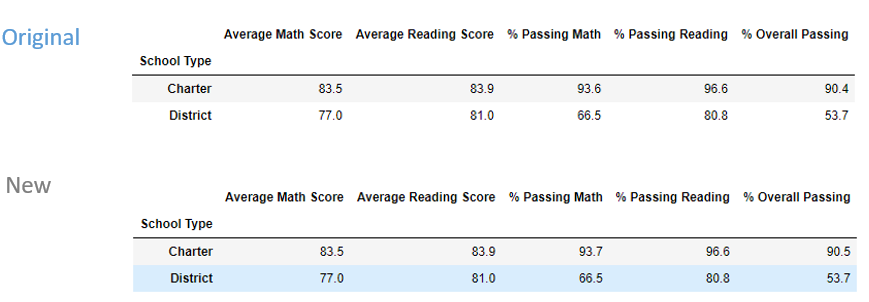 Original
Average Math Score Average Reading Score % Passing Math % Passing Reading % Overall Passing
School Type
Charter 83.5 83.9 93.6 96.6 90.4
District 77.0 81.0 66.5 80.8 53.7
New
Average Math Score Average Reading Score % Passing Math % Passing Reading % Overall Passing
School Type
Charter 83.5 83.9 93.7 96.6 90.5
District 77.0 81.0 66.5 80.8 53.7